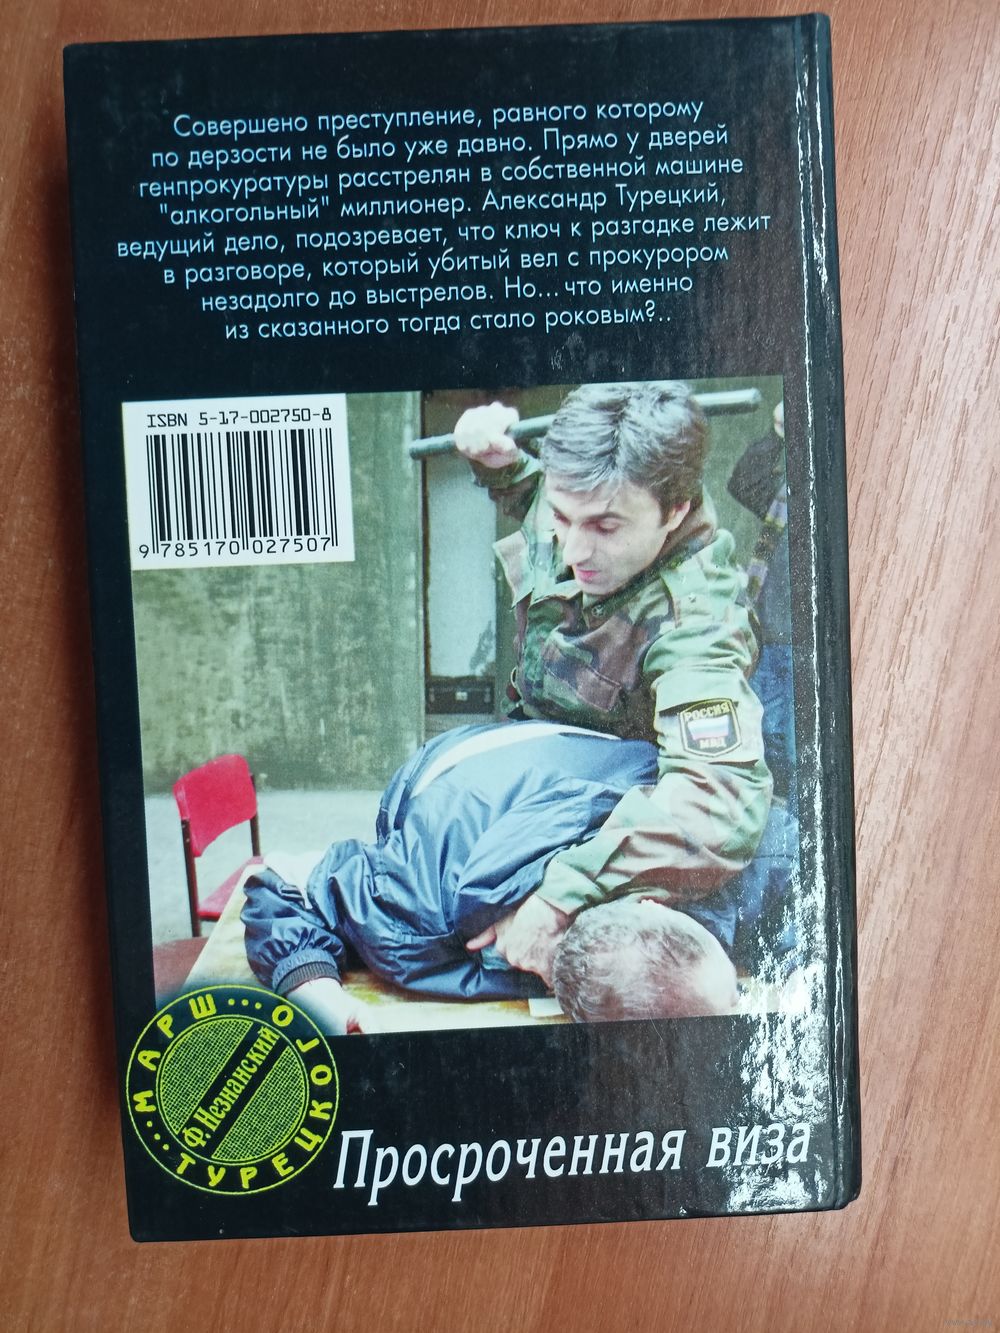 Совершено преступление, равного которому
по дерзости не было уже давно. Прямо у дверей
генпрокуратуры расстрелян в собственной машине
"алкогольный" миллионер. Александр Турецкий,
ведущий дело, подозревает, что ключ к разгадке лежит
в разговоре, который убитый вел с прокурором
незадолго до выстрелов. Но...что именно
из сказанного тогда стало роковым?..
ISBN 5-17-002750-8
9 785170 027507
РОССИЯ
МВД
...МАРШ...
ТУРЕЦКОГО
Ф. Незнанский
Просроченная виза